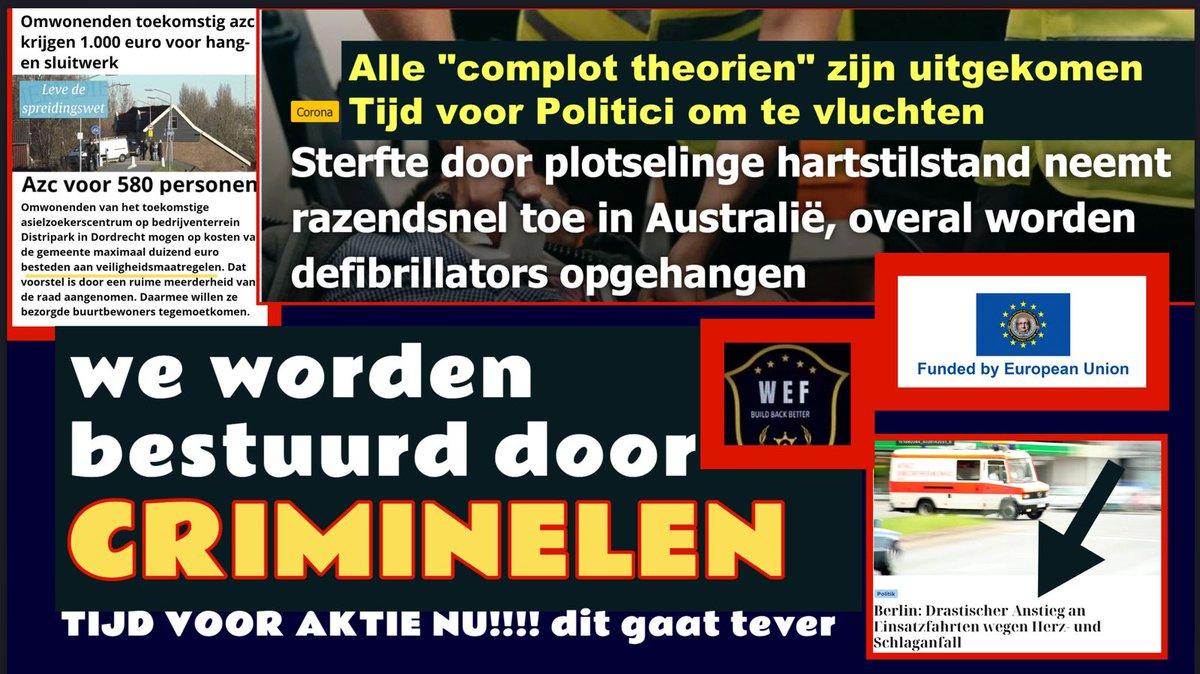 Omwonenden toekomstig azc
krijgen 1.000 euro voor hang-
en sluitwerk
Leve de
spreidingswet
Azc voor 580 personen
Omwonenden van het toekomstige
asielzoekerscentrum op bedrijventerrein
Distripark in Dordrecht mogen op kosten va
de gemeente maximaal duizend euro
besteden aan veiligheidsmaatregelen. Dat
voorstel is door een ruime meerderheid van
de raad aangenomen. Daarmee willen ze
bezorgde buurtbewoners tegemoetkomen.
Alle "complot theorien" zijn uitgekomen
Corona
Tijd voor Politici om te vluchten
Sterfte door plotselinge hartstilstand neemt
razendsnel toe in Australië, overal worden
defibrillators opgehangen
Funded by European Union
WEF
BUILD BACK BETTER
we worden
bestuurd door
CRIMINELEN
TIJD VOOR AKTIE NU!!!! dit gaat tever
Politik
Berlin: Drastischer Anstieg an
Einsatzfahrten wegen Herz- und
Schlaganfall